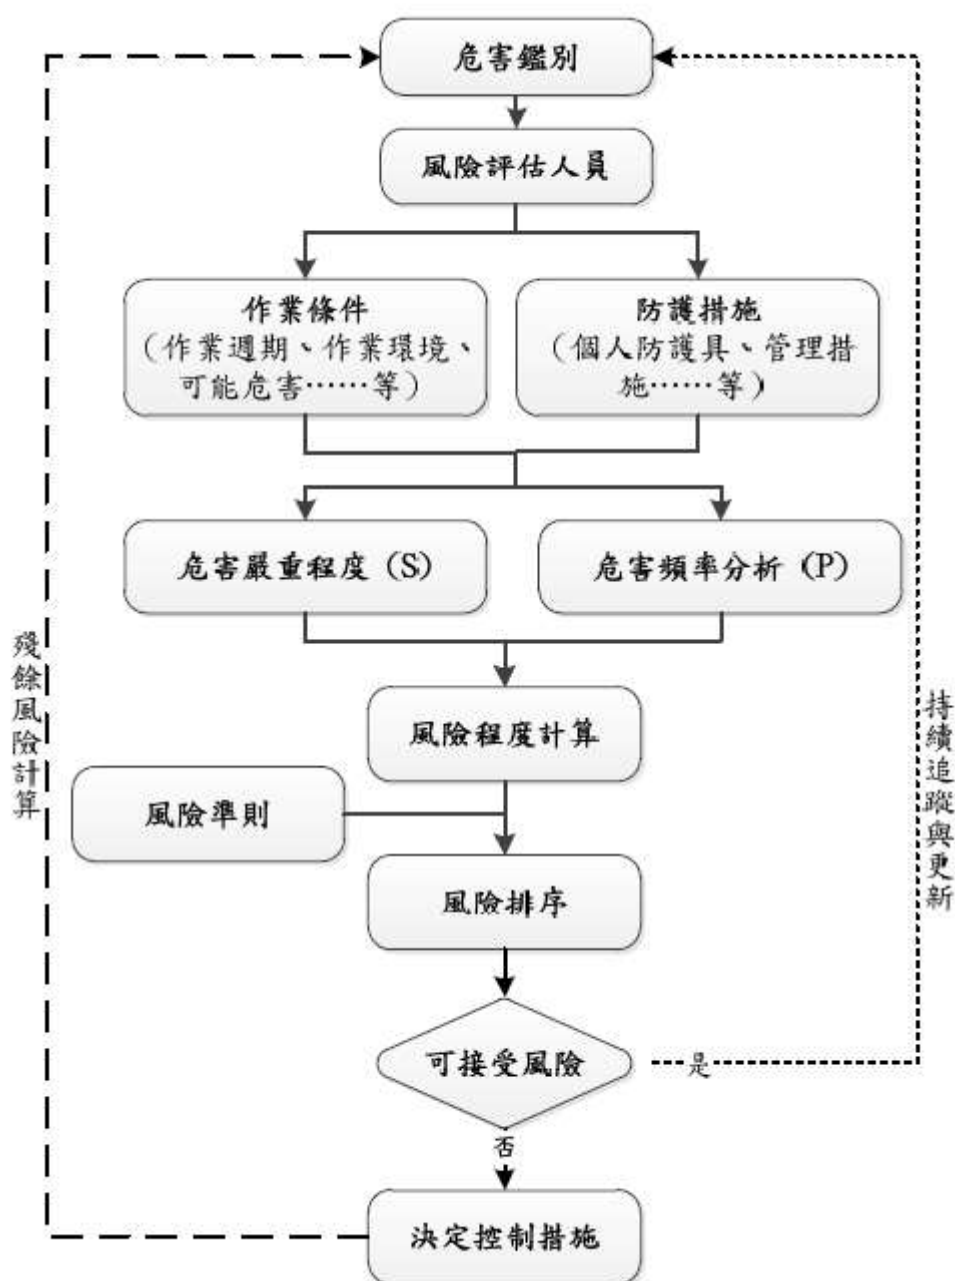 危害鑑別
風險評估人員
作業條件
（作業週期、作業環境、
可能危害……等）
防護措施
（個人防護具、管理措
施……等）
危害嚴重程度（S）
危害頻率分析（P）
殘餘風險計算
持續追蹤與更新
風險程度計算
風險準則
風險排序
可接受風險
是
否
決定控制措施